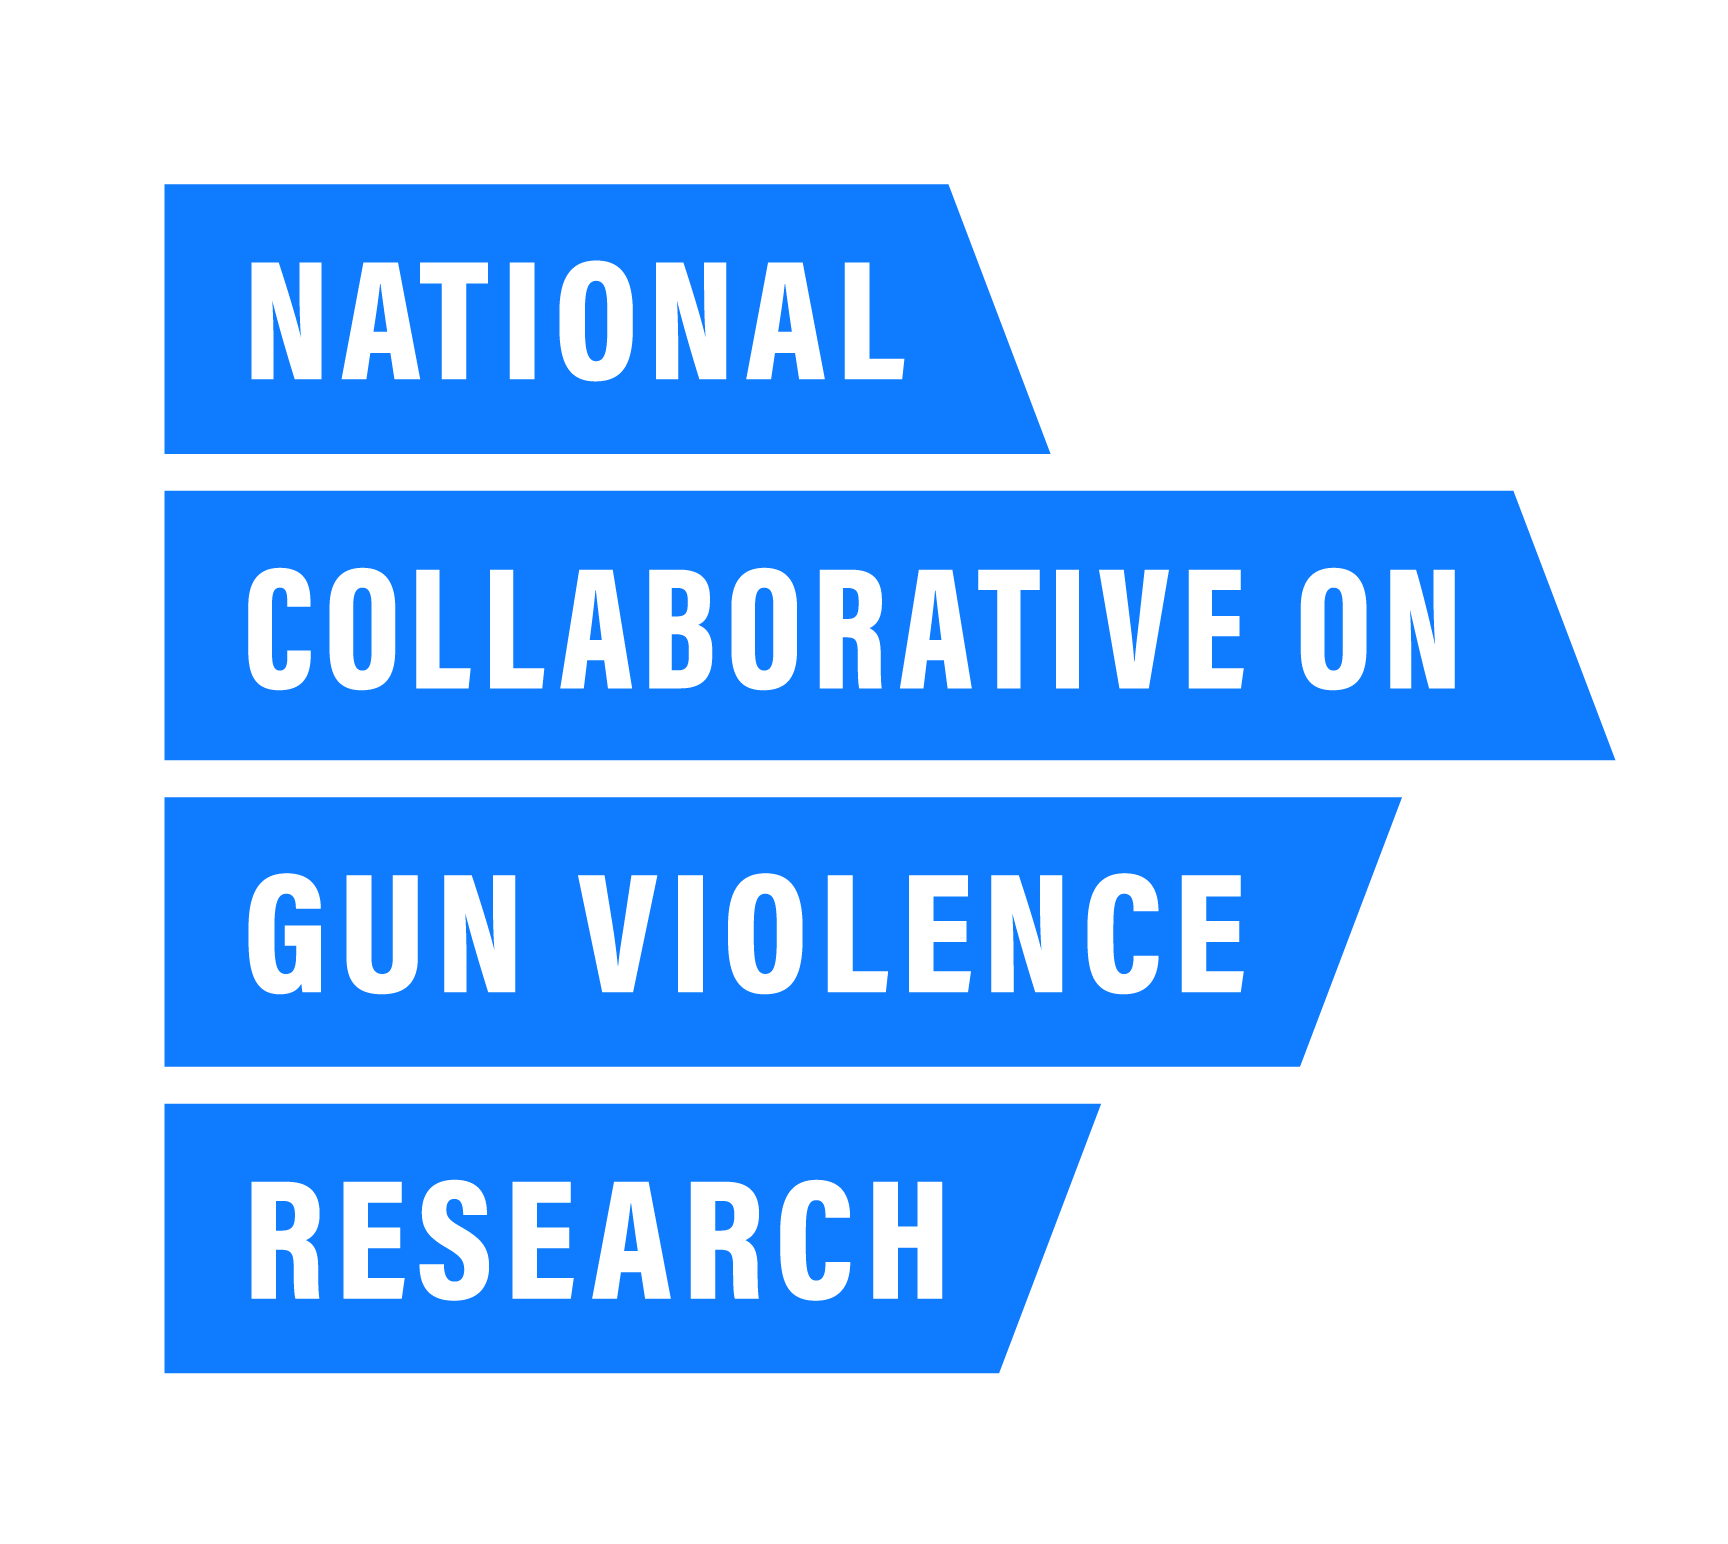 NATIONAL
COLLABORATIVE ON
GUN VIOLENCE
RESEARCH